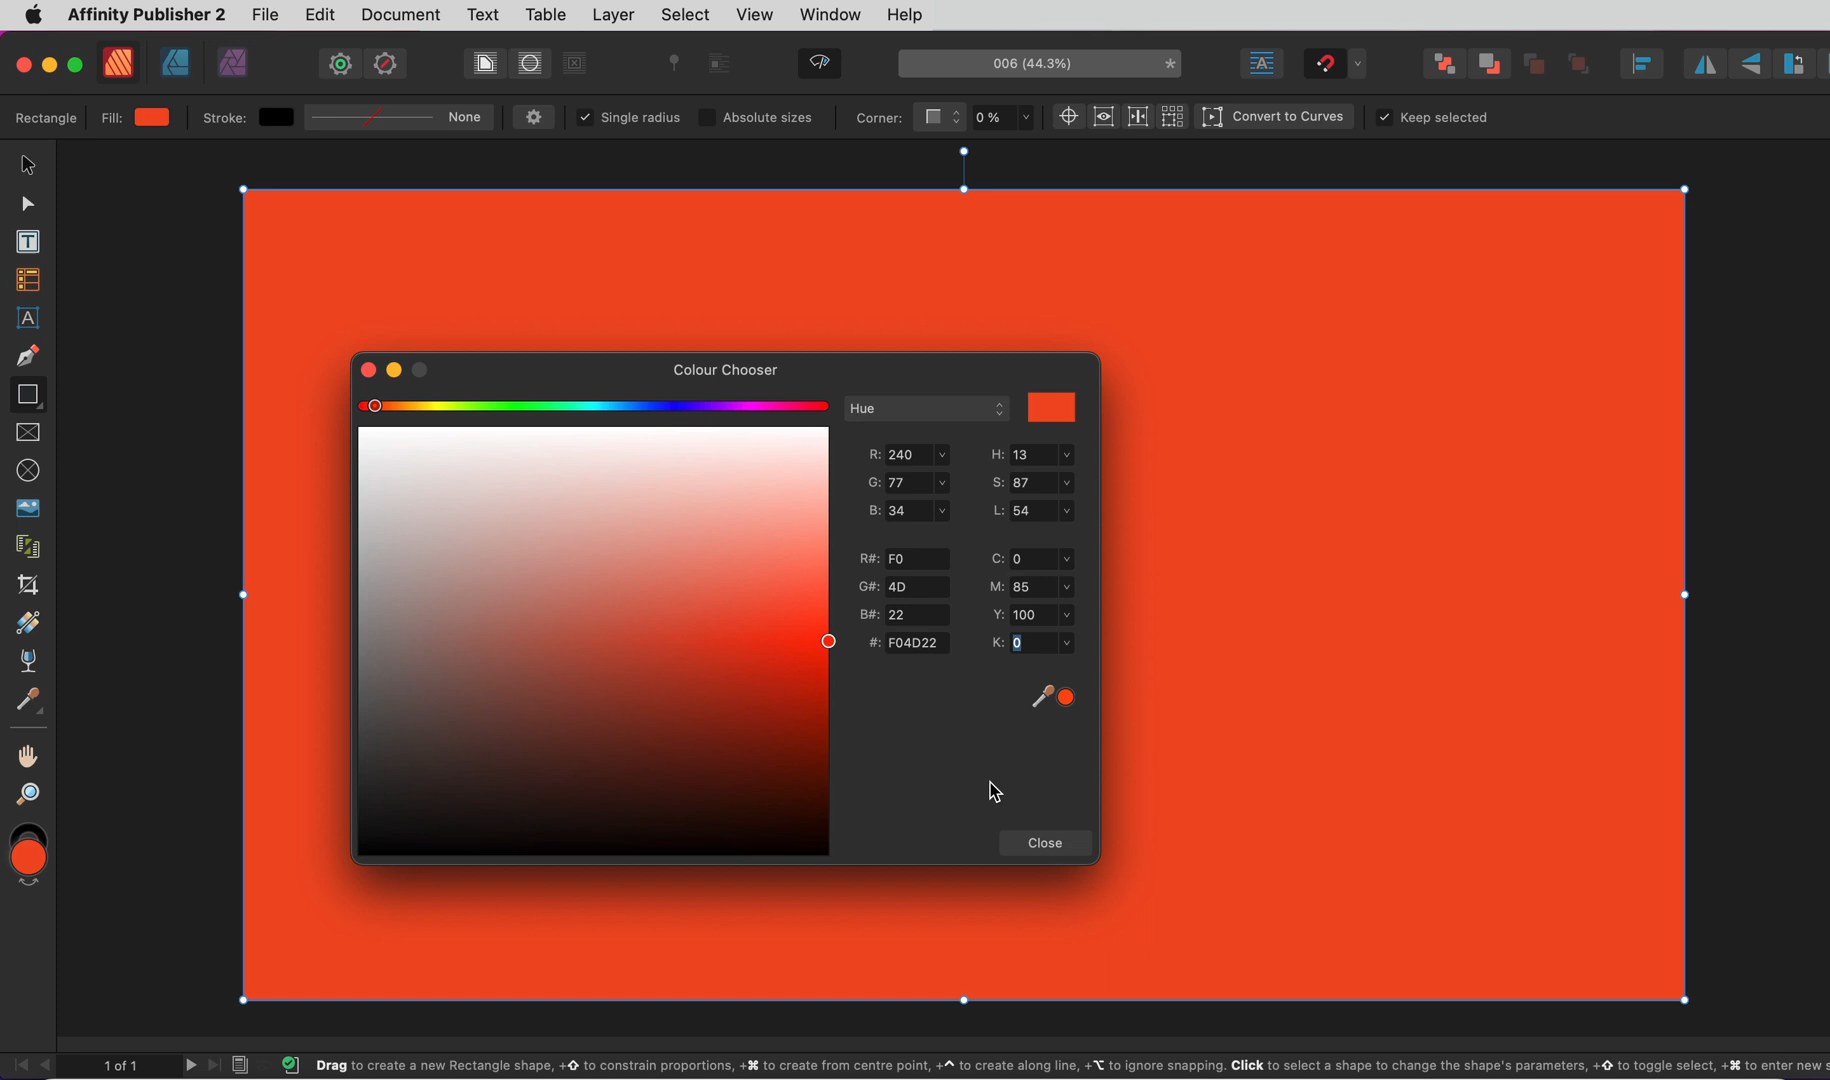 Affinity Publisher 2 File Edit Document Text Table Layer Select View Window Help
006 (44.3%) *
Rectangle Fill: Stroke: None Single radius Absolute sizes Corner: 0 % Convert to Curves Keep selected
Colour Chooser
Hue
R: 240 H: 13
G: 77 S: 87
B: 34 L: 54
R#: F0 C: 0
G#: 4D M: 85
B#: 22 Y: 100
#: F04D22 K: 0
Close
1 of 1 Drag to create a new Rectangle shape, +⇧ to constrain proportions, +⌘ to create from centre point, +⌃ to create along line, +⌥ to ignore snapping. Click to select a shape to change the shape's parameters, +⇧ to toggle select, +⌘ to enter new s